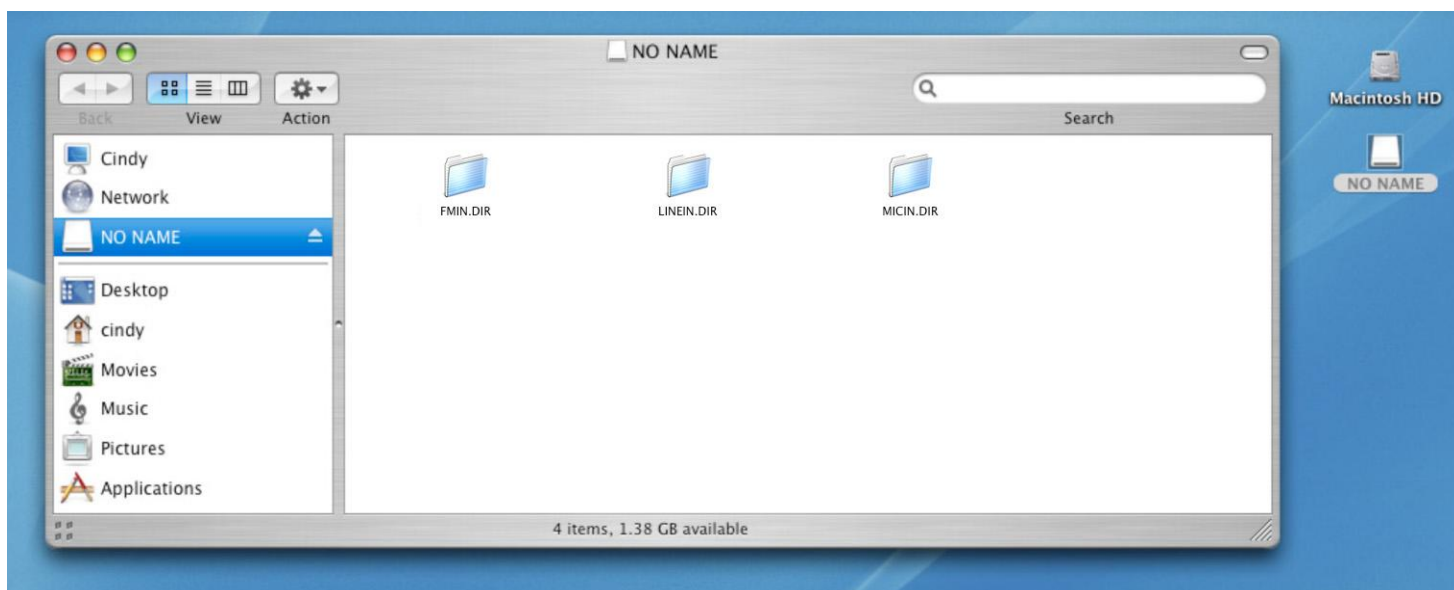 NO NAME
Back View Action Search
Cindy
Network
NO NAME
Desktop
cindy
Movies
Music
Pictures
Applications
FMIN.DIR LINEIN.DIR MICIN.DIR
4 items, 1.38 GB available
Macintosh HD
NO NAME